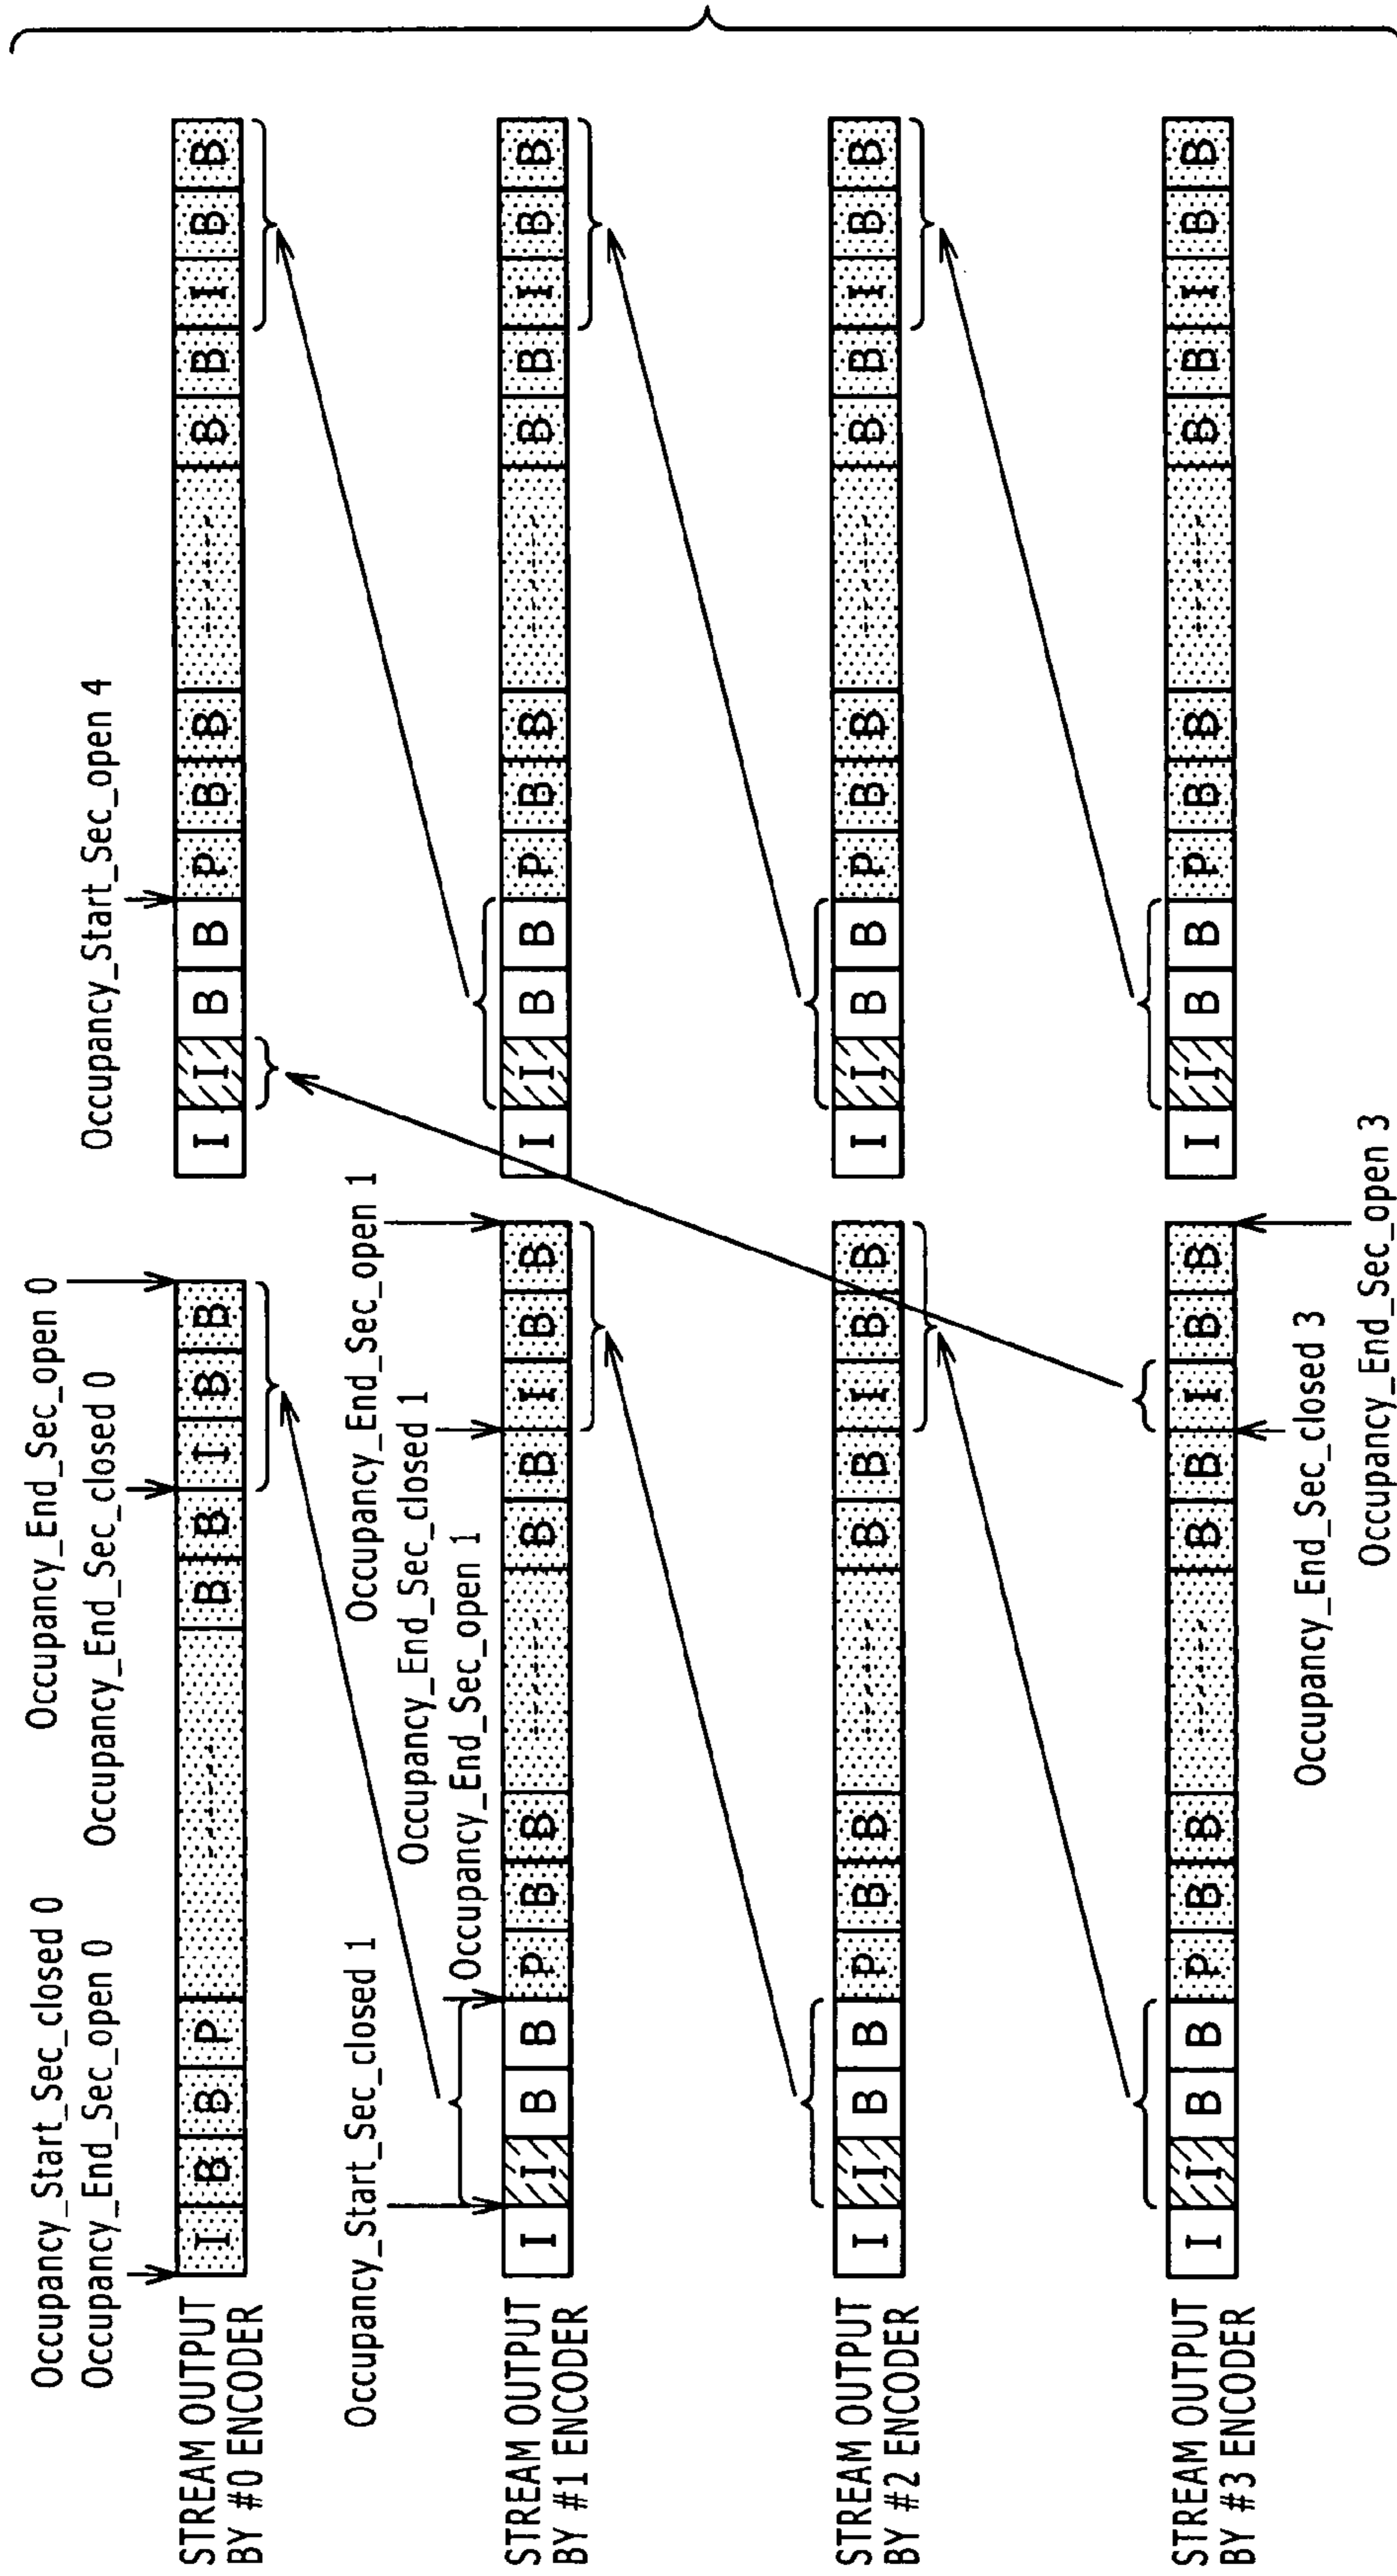 Occupancy_Start_Sec_closed 0
Occupancy_End_Sec_open 0
Occupancy_End_Sec_open 0
Occupancy_End_Sec_closed 0
Occupancy_Start_Sec_open 4
STREAM OUTPUT
BY #0 ENCODER
I B B P ------ B B I B B
I I B B P B B ------ B B I B B
Occupancy_Start_Sec_closed 1
Occupancy_End_Sec_open 1
Occupancy_End_Sec_closed 1
Occupancy_End_Sec_open 1
STREAM OUTPUT
BY #1 ENCODER
I I B B P B B ------ B B I B B
I I B B P B B ------ B B I B B
STREAM OUTPUT
BY #2 ENCODER
I I B B P B B ------ B B I B B
I I B B P B B ------ B B I B B
STREAM OUTPUT
BY #3 ENCODER
I I B B P B B ------ B B I B B
I I B B P B B ------ B B I B B
Occupancy_End_Sec_closed 3
Occupancy_End_Sec_open 3